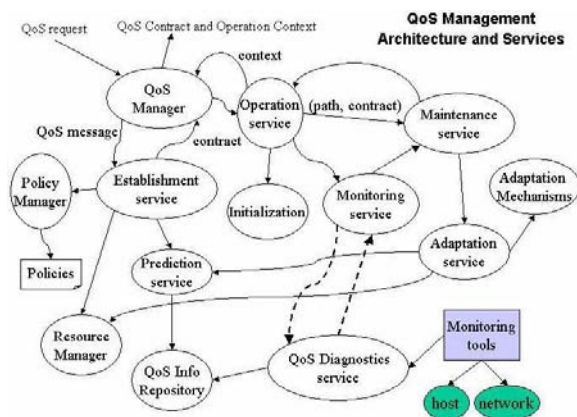 QoS Management
Architecture and Services
QoS request
QoS Contract and Operation Context
context
QoS
Manager
Operation
service
(path, contract)
Maintenance
service
QoS message
contract
Policy
Manager
Establishment
service
Initialization
Monitoring
service
Adaptation
Mechanisms
Policies
Prediction
service
Adaptation
service
Resource
Manager
QoS Info
Repository
QoS Diagnostics
service
Monitoring
tools
host
network